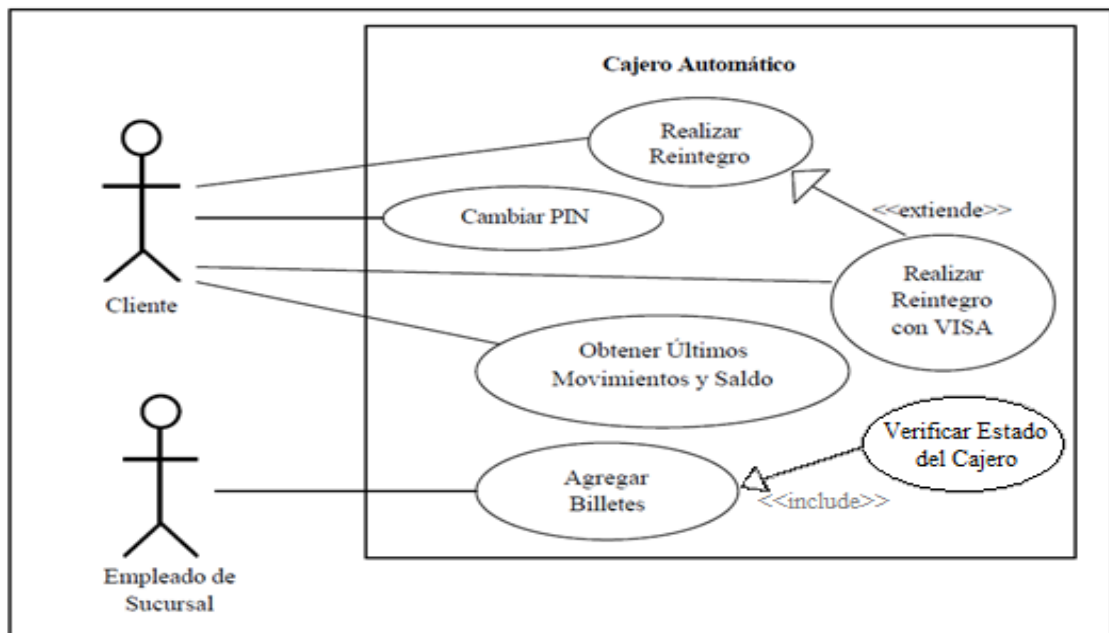 Cajero Automático
Realizar
Reintegro
Cambiar PIN
<<extiende>>
Realizar
Reintegro
con VISA
Cliente
Obtener Últimos
Movimientos y Saldo
Verificar Estado
del Cajero
Agregar
Billetes
<<include>>
Empleado de
Sucursal